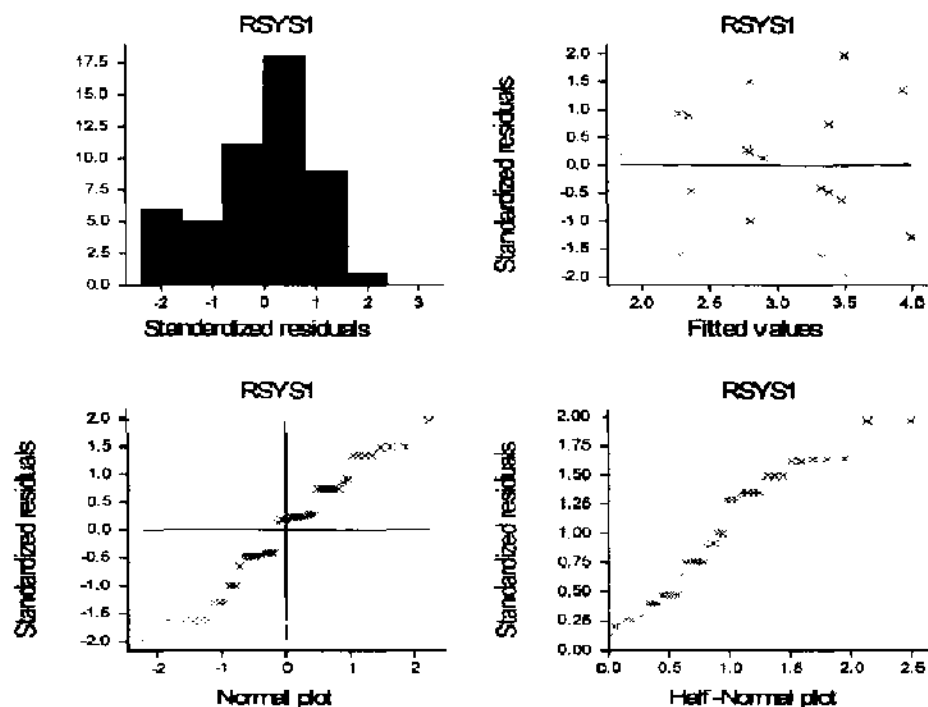 RSYS1
17.5
15.0
12.5
10.0
7.5
5.0
2.5
0.0
-2 -1 0 1 2 3
Standardized residuals
RSYS1
Standardized residuals
2.0
1.5
1.0
0.5
0.0
-0.5
-1.0
-1.5
-2.0
2.0 2.5 3.0 3.5 4.0
Fitted values
RSYS1
Standardized residuals
2.0
1.5
1.0
0.5
0.0
-0.5
-1.0
-1.5
-2.0
-2 -1 0 1 2
Normal plot
RSYS1
Standardized residuals
2.00
1.75
1.50
1.25
1.00
0.75
0.50
0.25
0.00
0.0 0.5 1.0 1.5 2.0 2.5
Half-Normal plot